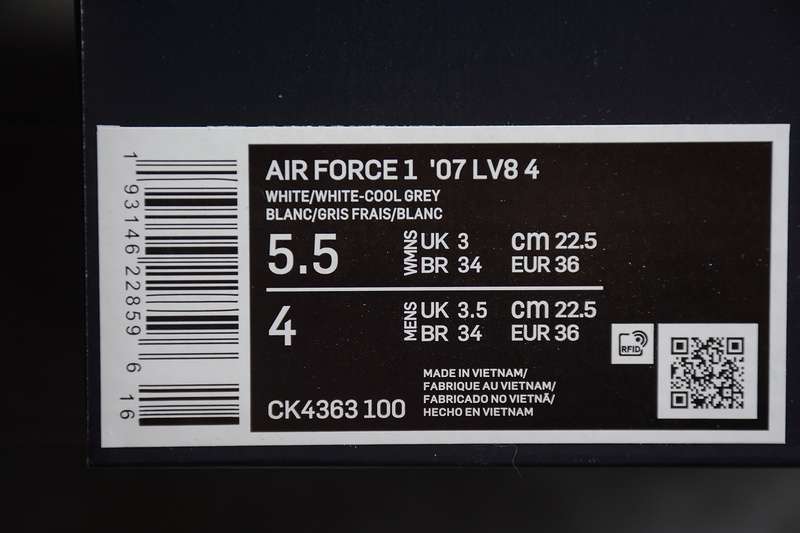 1 93146 22859 6 16
AIR FORCE 1 '07 LV8 4
WHITE/WHITE-COOL GREY
BLANC/GRIS FRAIS/BLANC
5.5 WMNS UK 3 cm 22.5
BR 34 EUR 36
4 MENS UK 3.5 cm 22.5
BR 34 EUR 36
RFID
MADE IN VIETNAM/
FABRIQUE AU VIETNAM/
FABRICADO NO VIETNÃ/
HECHO EN VIETNAM
CK4363 100